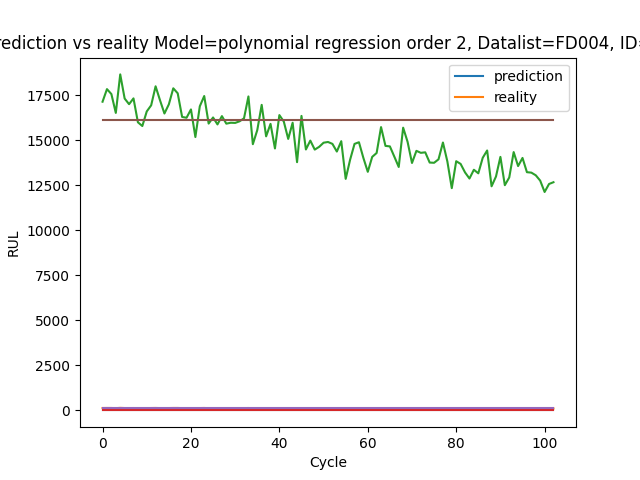 rediction vs reality Model=polynomial regression order 2, Datalist=FD004, ID=
prediction
reality
17500
15000
12500
10000
7500
5000
2500
0
RUL
0 20 40 60 80 100
Cycle